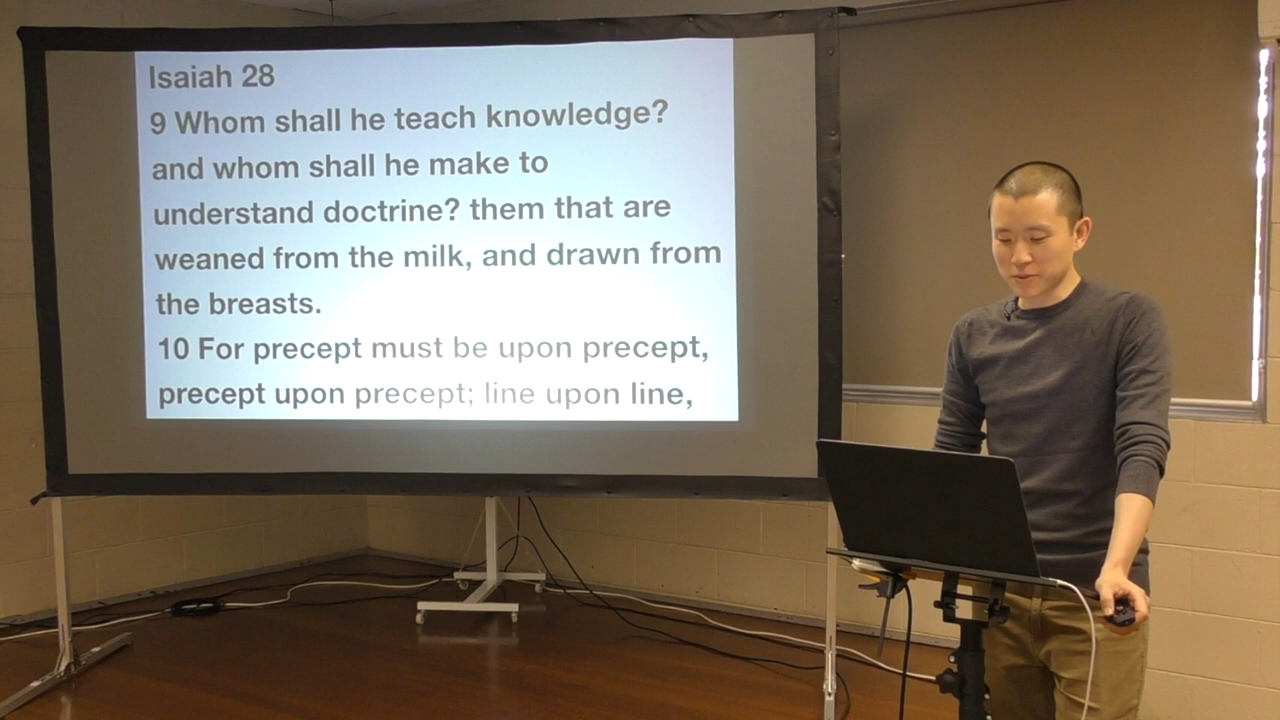 Isaiah 28
9 Whom shall he teach knowledge?
and whom shall he make to
understand doctrine? them that are
weaned from the milk, and drawn from
the breasts.
10 For precept must be upon precept,
precept upon precept; line upon line,